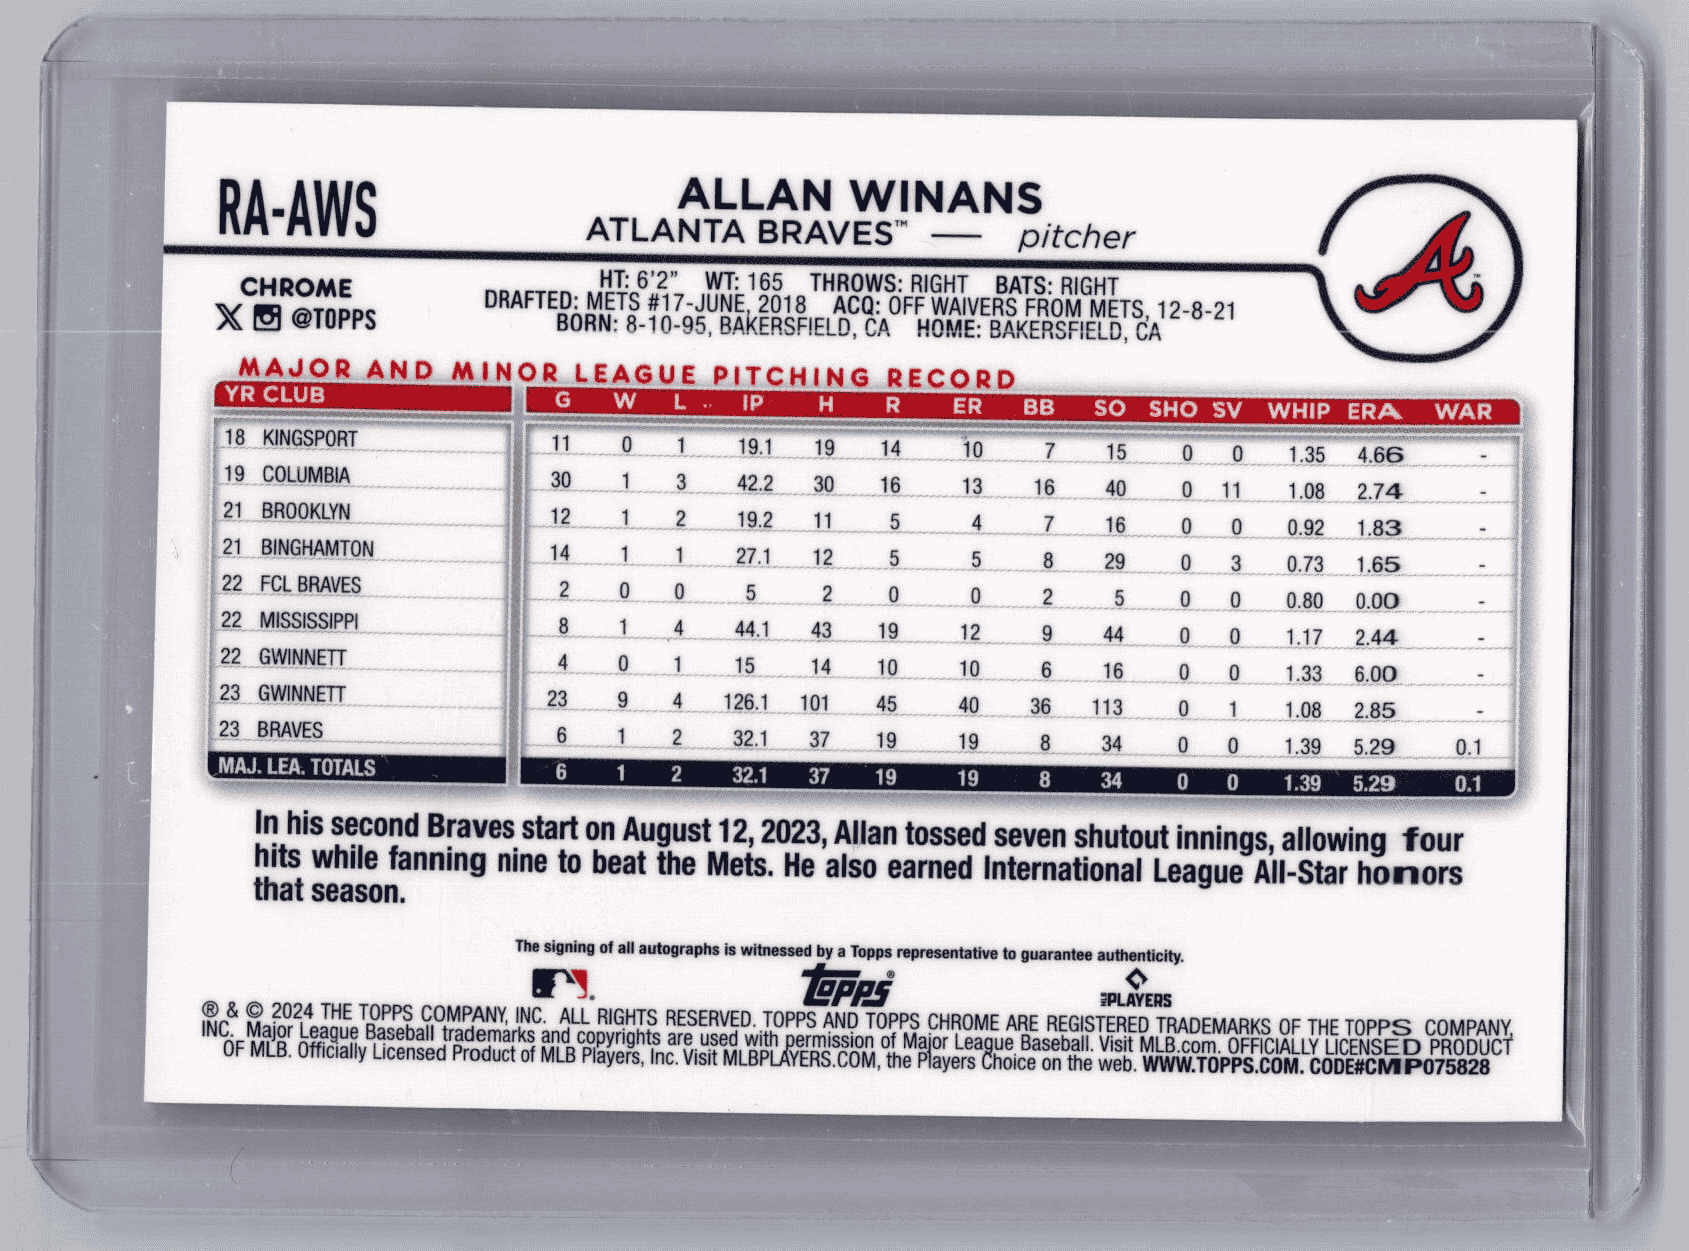 RA-AWS
ALLAN WINANS
ATLANTA BRAVES™ — pitcher
CHROME
@TOPPS
HT: 6'2" WT: 165 THROWS: RIGHT BATS: RIGHT
DRAFTED: METS #17-JUNE, 2018 ACQ: OFF WAIVERS FROM METS, 12-8-21
BORN: 8-10-95, BAKERSFIELD, CA HOME: BAKERSFIELD, CA
A™
MAJOR AND MINOR LEAGUE PITCHING RECORD
YR CLUB G W L IP H R ER BB SO SHO SV WHIP ERA WAR
18 KINGSPORT 11 0 1 19.1 19 14 10 7 15 0 0 1.35 4.66 -
19 COLUMBIA 30 1 3 42.2 30 16 13 16 40 0 11 1.08 2.74 -
21 BROOKLYN 12 1 2 19.2 11 5 4 7 16 0 0 0.92 1.83 -
21 BINGHAMTON 14 1 1 27.1 12 5 5 8 29 0 3 0.73 1.65 -
22 FCL BRAVES 2 0 0 5 2 0 0 2 5 0 0 0.80 0.00 -
22 MISSISSIPPI 8 1 4 44.1 43 19 12 9 44 0 0 1.17 2.44 -
22 GWINNETT 4 0 1 15 14 10 10 6 16 0 0 1.33 6.00 -
23 GWINNETT 23 9 4 126.1 101 45 40 36 113 0 1 1.08 2.85 -
23 BRAVES 6 1 2 32.1 37 19 19 8 34 0 0 1.39 5.29 0.1
MAJ. LEA. TOTALS 6 1 2 32.1 37 19 19 8 34 0 0 1.39 5.29 0.1
In his second Braves start on August 12, 2023, Allan tossed seven shutout innings, allowing four
hits while fanning nine to beat the Mets. He also earned International League All-Star honors
that season.
The signing of all autographs is witnessed by a Topps representative to guarantee authenticity.
Topps®
PLAYERS
® & © 2024 THE TOPPS COMPANY, INC. ALL RIGHTS RESERVED. TOPPS AND TOPPS CHROME ARE REGISTERED TRADEMARKS OF THE TOPPS COMPANY,
INC. Major League Baseball trademarks and copyrights are used with permission of Major League Baseball. Visit MLB.com. OFFICIALLY LICENSED PRODUCT
OF MLB. Officially Licensed Product of MLB Players, Inc. Visit MLBPLAYERS.COM, the Players Choice on the web. WWW.TOPPS.COM. CODE#CMP075828